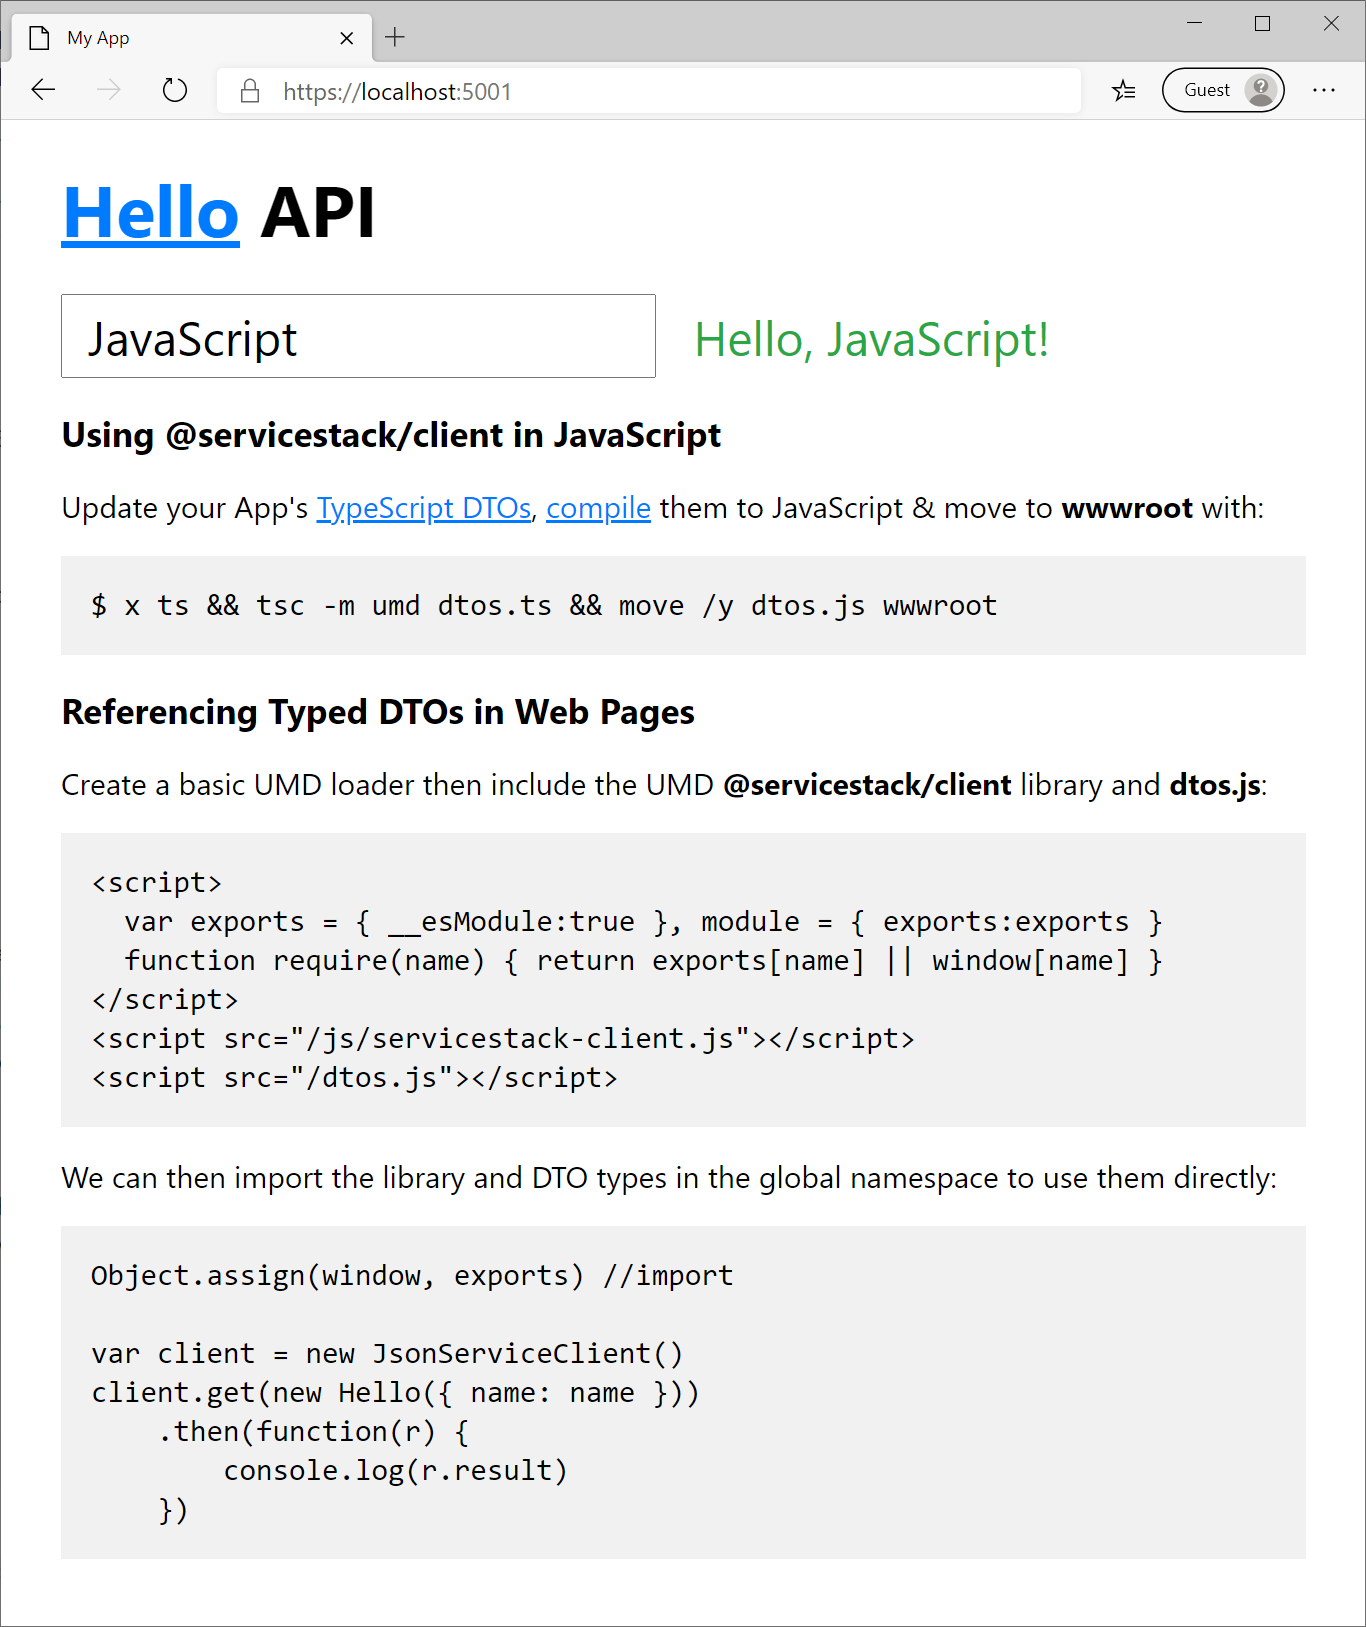 My App
https://localhost:5001
Guest
Hello API
JavaScript
Hello, JavaScript!
Using @servicestack/client in JavaScript
Update your App's TypeScript DTOs, compile them to JavaScript & move to wwwroot with:
$ x ts && tsc -m umd dtos.ts && move /y dtos.js wwwroot
Referencing Typed DTOs in Web Pages
Create a basic UMD loader then include the UMD @servicestack/client library and dtos.js:
<script>
  var exports = { __esModule:true }, module = { exports:exports }
  function require(name) { return exports[name] || window[name] }
</script>
<script src="/js/servicestack-client.js"></script>
<script src="/dtos.js"></script>
We can then import the library and DTO types in the global namespace to use them directly:
Object.assign(window, exports) //import
var client = new JsonServiceClient()
client.get(new Hello({ name: name }))
    .then(function(r) {
        console.log(r.result)
    })